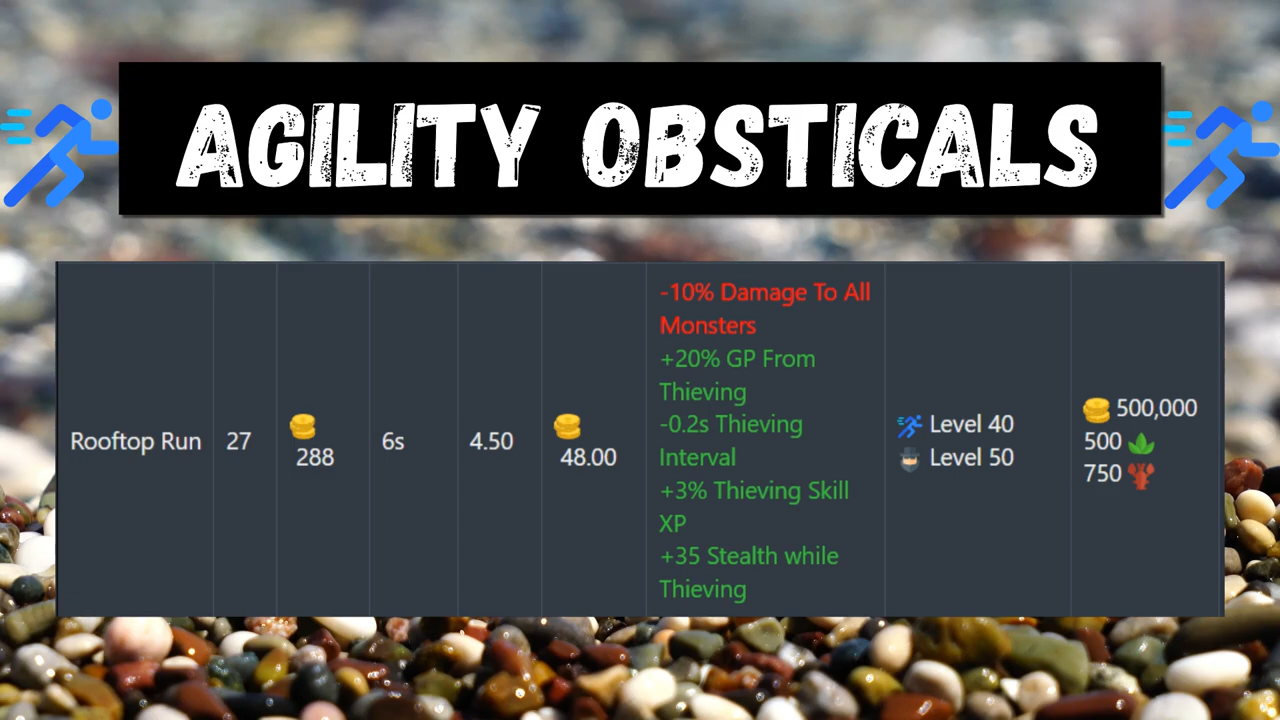 AGILITY OBSTICALS
Rooftop Run
27
288
6s
4.50
48.00
-10% Damage To All
Monsters
+20% GP From
Thieving
-0.2s Thieving
Interval
+3% Thieving Skill
XP
+35 Stealth while
Thieving
Level 40
Level 50
500,000
500
750